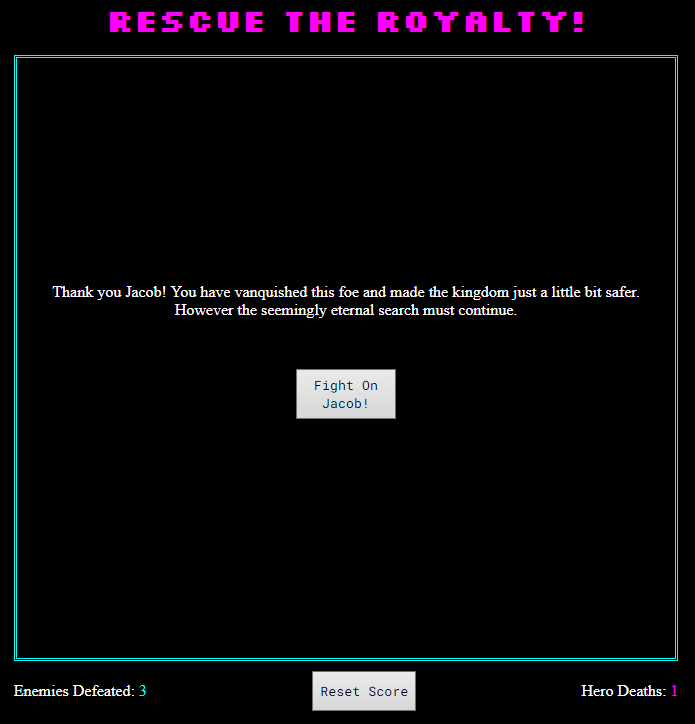 RESCUE THE ROYALTY!
Thank you Jacob! You have vanquished this foe and made the kingdom just a little bit safer.
However the seemingly eternal search must continue.
Fight On
Jacob!
Enemies Defeated: 3
Reset Score
Hero Deaths: 1